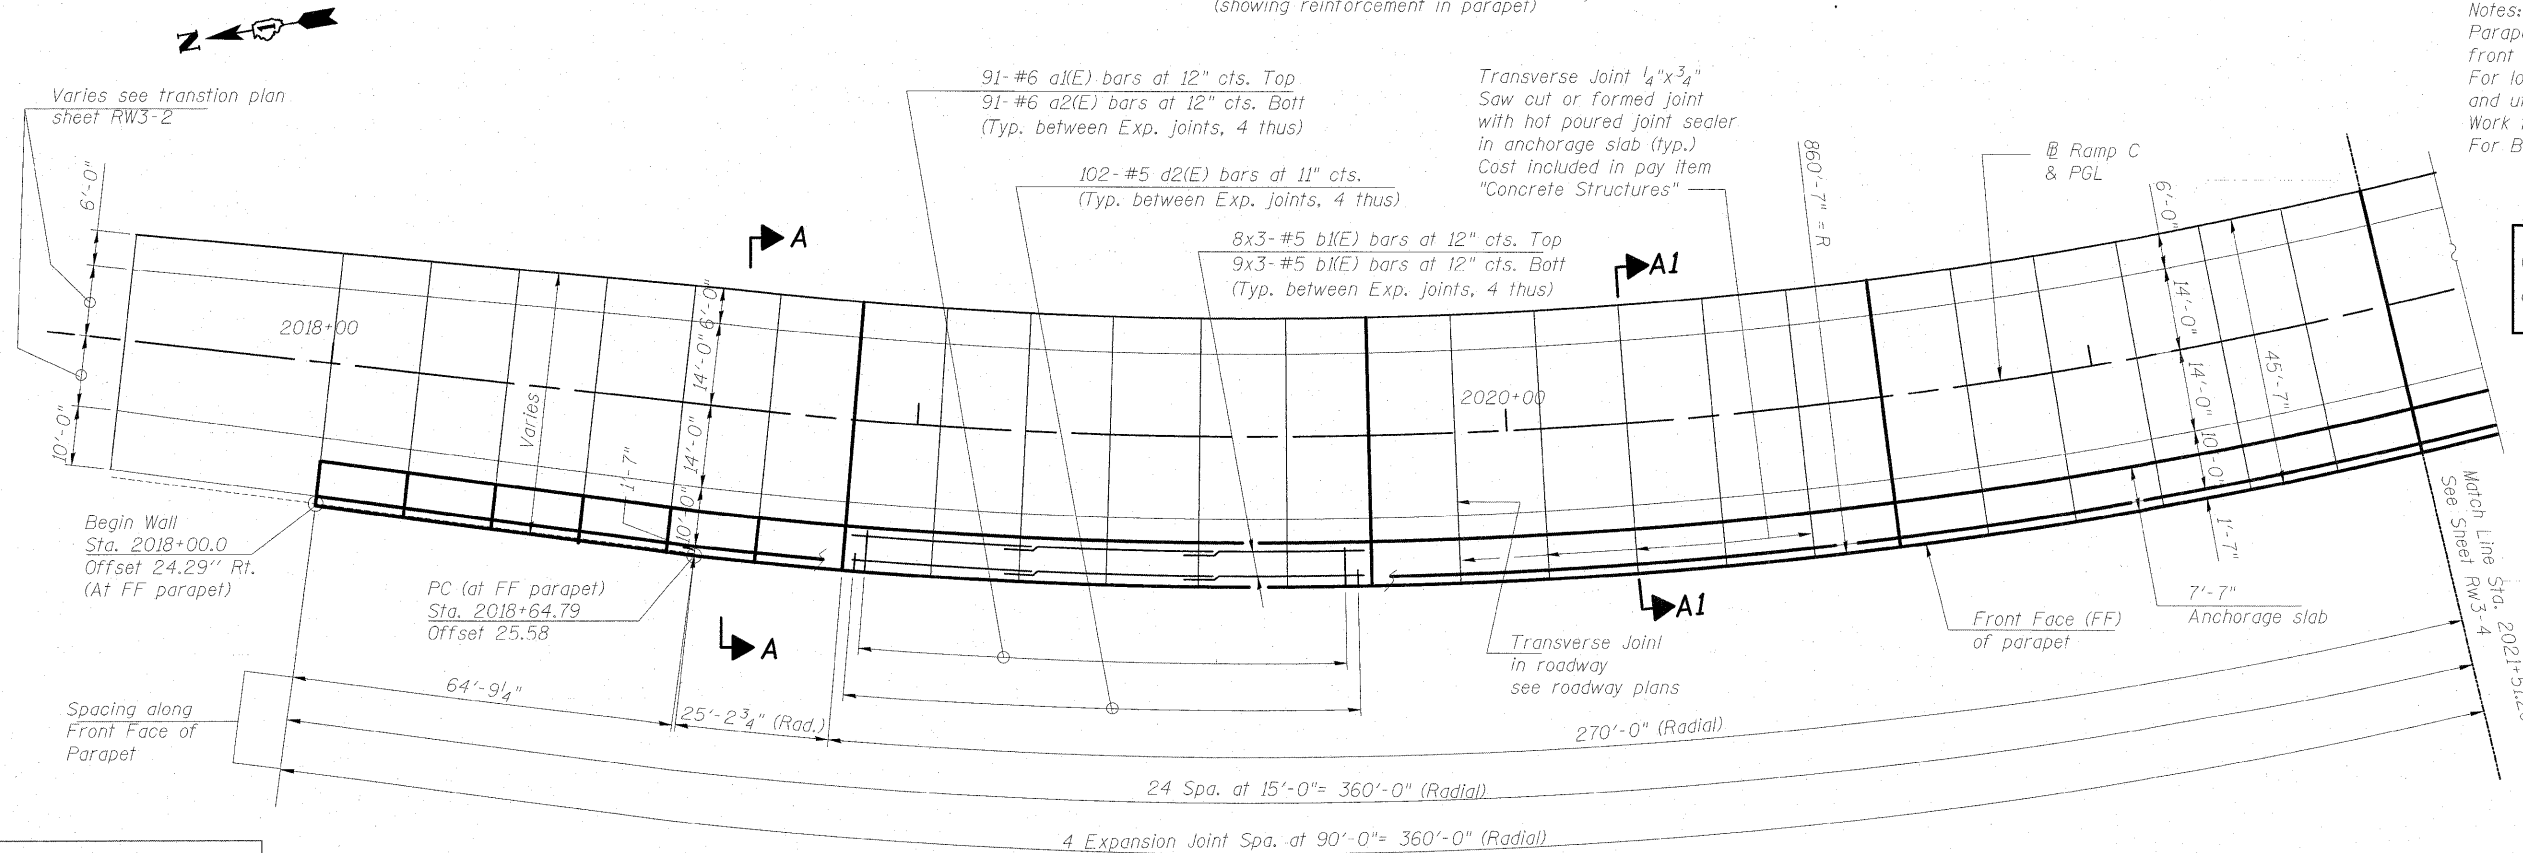 (showing reinforcement in parapet)
N
Notes:
front
For B
Varies see transtion plan
sheet RW3-2
91-#6 a1(E) bars at 12" cts. Top
91-#6 a2(E) bars at 12" cts. Bott
(Typ. between Exp. joints, 4 thus)
102-#5 d2(E) bars at 11" cts.
(Typ. between Exp. joints, 4 thus)
8x3-#5 b1(E) bars at 12" cts. Top
9x3-#5 b1(E) bars at 12" cts. Bott
(Typ. between Exp. joints, 4 thus)
Transverse Joint 1/4"x3/4"
Saw cut or formed joint
with hot poured joint sealer
in anchorage slab (typ.)
Cost included in pay item
"Concrete Structures"
860'-7" = R
℄ Ramp C
& PGL
6'-0"
10'-0"
2018+00
Varies
A
6'-0"
14'-0"
14'-0"
10'-0"
1'-7"
A1
2020+00
6'-0"
14'-0"
14'-0"
10'-0"
45'-7"
1'-7"
Begin Wall
Sta. 2018+00.0
Offset 24.29'' Rt.
(At FF parapet)
PC (at FF parapet)
Sta. 2018+64.79
Offset 25.58
A
A1
Transverse Joint
in roadway
see roadway plans
Front Face (FF)
of parapet
7'-7"
Anchorage slab
Match Line Sta.
See Sheet RW3-4
Spacing along
Front Face of
Parapet
64'-9 1/4"
25'-2 3/4" (Rad.)
270'-0" (Radial)
24 Spa. at 15'-0"= 360'-0" (Radial)
4 Expansion Joint Spa. at 90'-0"= 360'-0" (Radial)